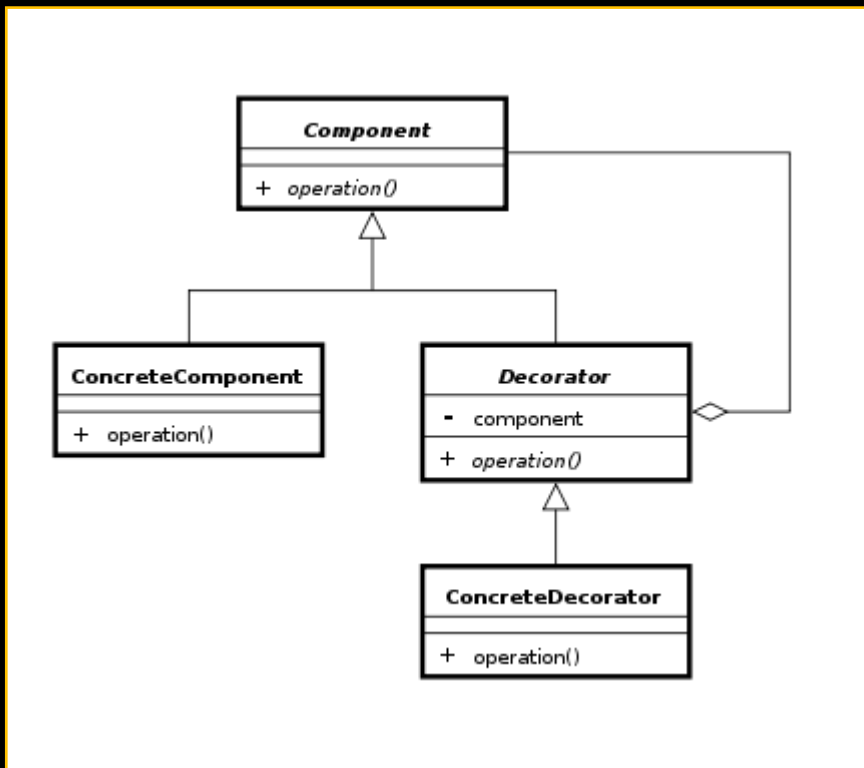 Component
+ operation()
ConcreteComponent
+ operation()
Decorator
- component
+ operation()
ConcreteDecorator
+ operation()